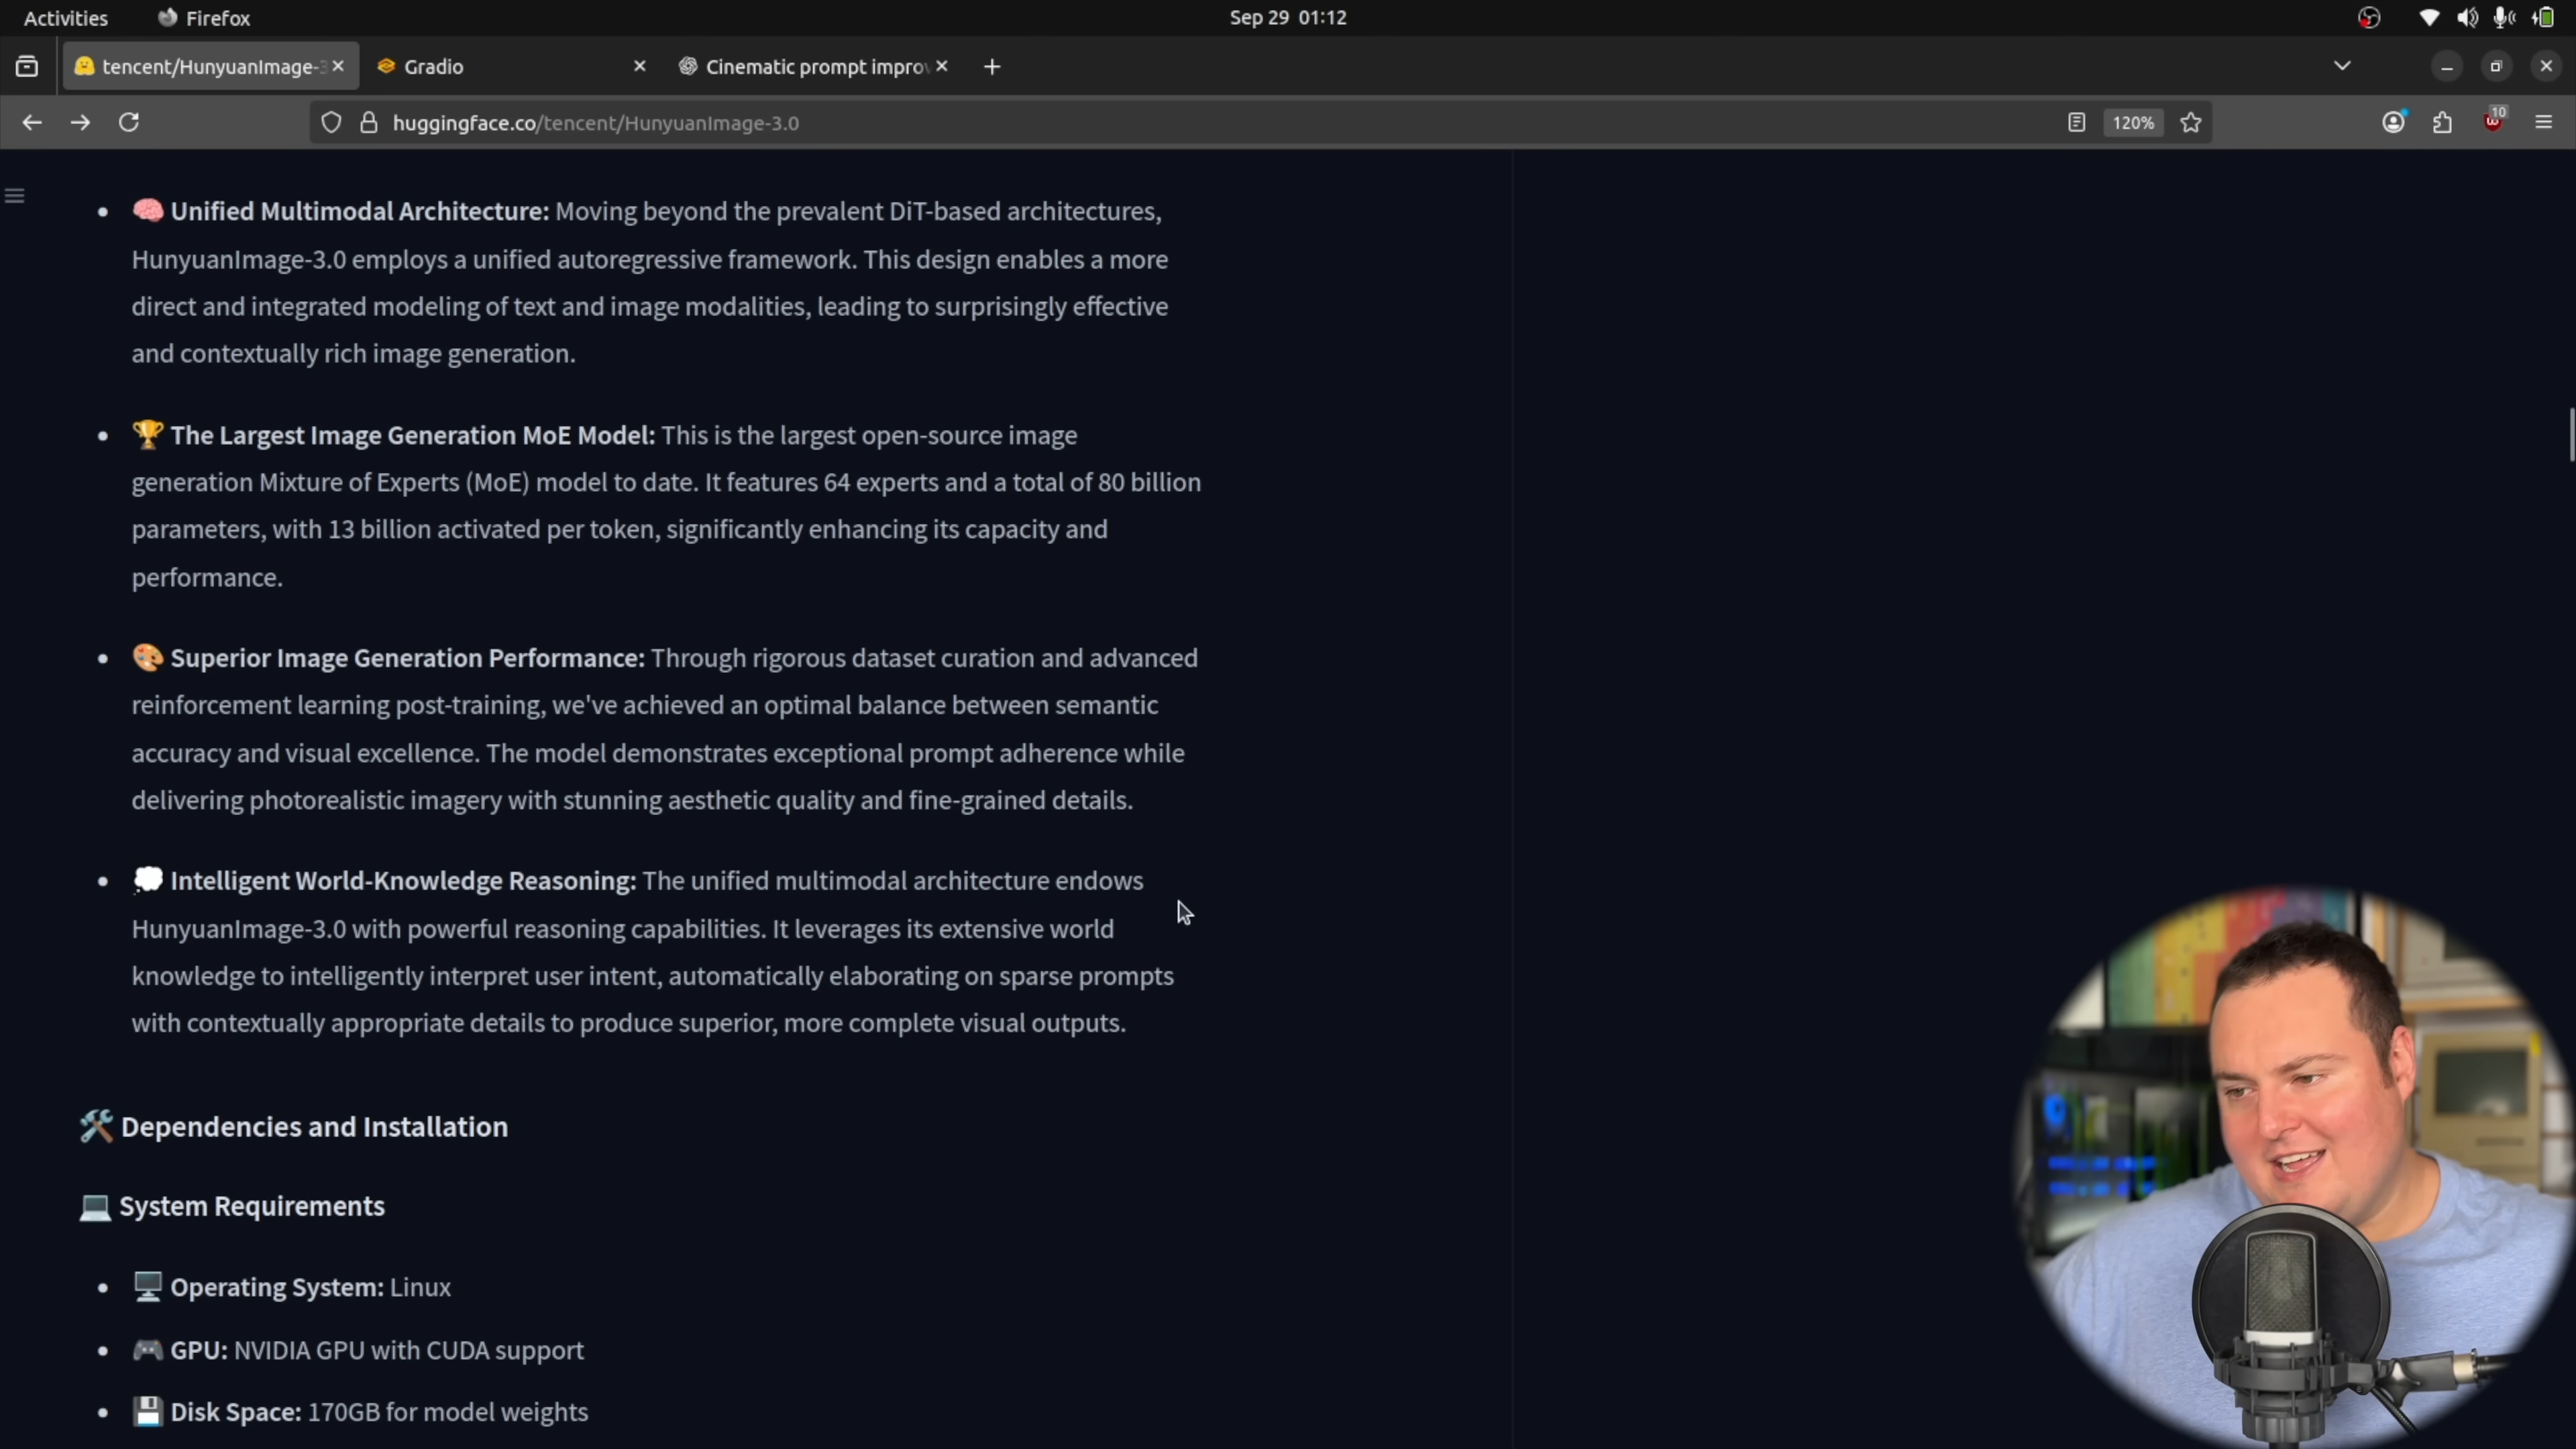 Activities Firefox Sep 29 01:12
tencent/HunyuanImage-3 Gradio Cinematic prompt improv
huggingface.co/tencent/HunyuanImage-3.0 120% 10
• 🧠 Unified Multimodal Architecture: Moving beyond the prevalent DiT-based architectures,
HunyuanImage-3.0 employs a unified autoregressive framework. This design enables a more
direct and integrated modeling of text and image modalities, leading to surprisingly effective
and contextually rich image generation.
• 🏆 The Largest Image Generation MoE Model: This is the largest open-source image
generation Mixture of Experts (MoE) model to date. It features 64 experts and a total of 80 billion
parameters, with 13 billion activated per token, significantly enhancing its capacity and
performance.
• 🎨 Superior Image Generation Performance: Through rigorous dataset curation and advanced
reinforcement learning post-training, we've achieved an optimal balance between semantic
accuracy and visual excellence. The model demonstrates exceptional prompt adherence while
delivering photorealistic imagery with stunning aesthetic quality and fine-grained details.
• 💭 Intelligent World-Knowledge Reasoning: The unified multimodal architecture endows
HunyuanImage-3.0 with powerful reasoning capabilities. It leverages its extensive world
knowledge to intelligently interpret user intent, automatically elaborating on sparse prompts
with contextually appropriate details to produce superior, more complete visual outputs.
🛠️ Dependencies and Installation
💻 System Requirements
• 🖥️ Operating System: Linux
• 🎮 GPU: NVIDIA GPU with CUDA support
• 💾 Disk Space: 170GB for model weights